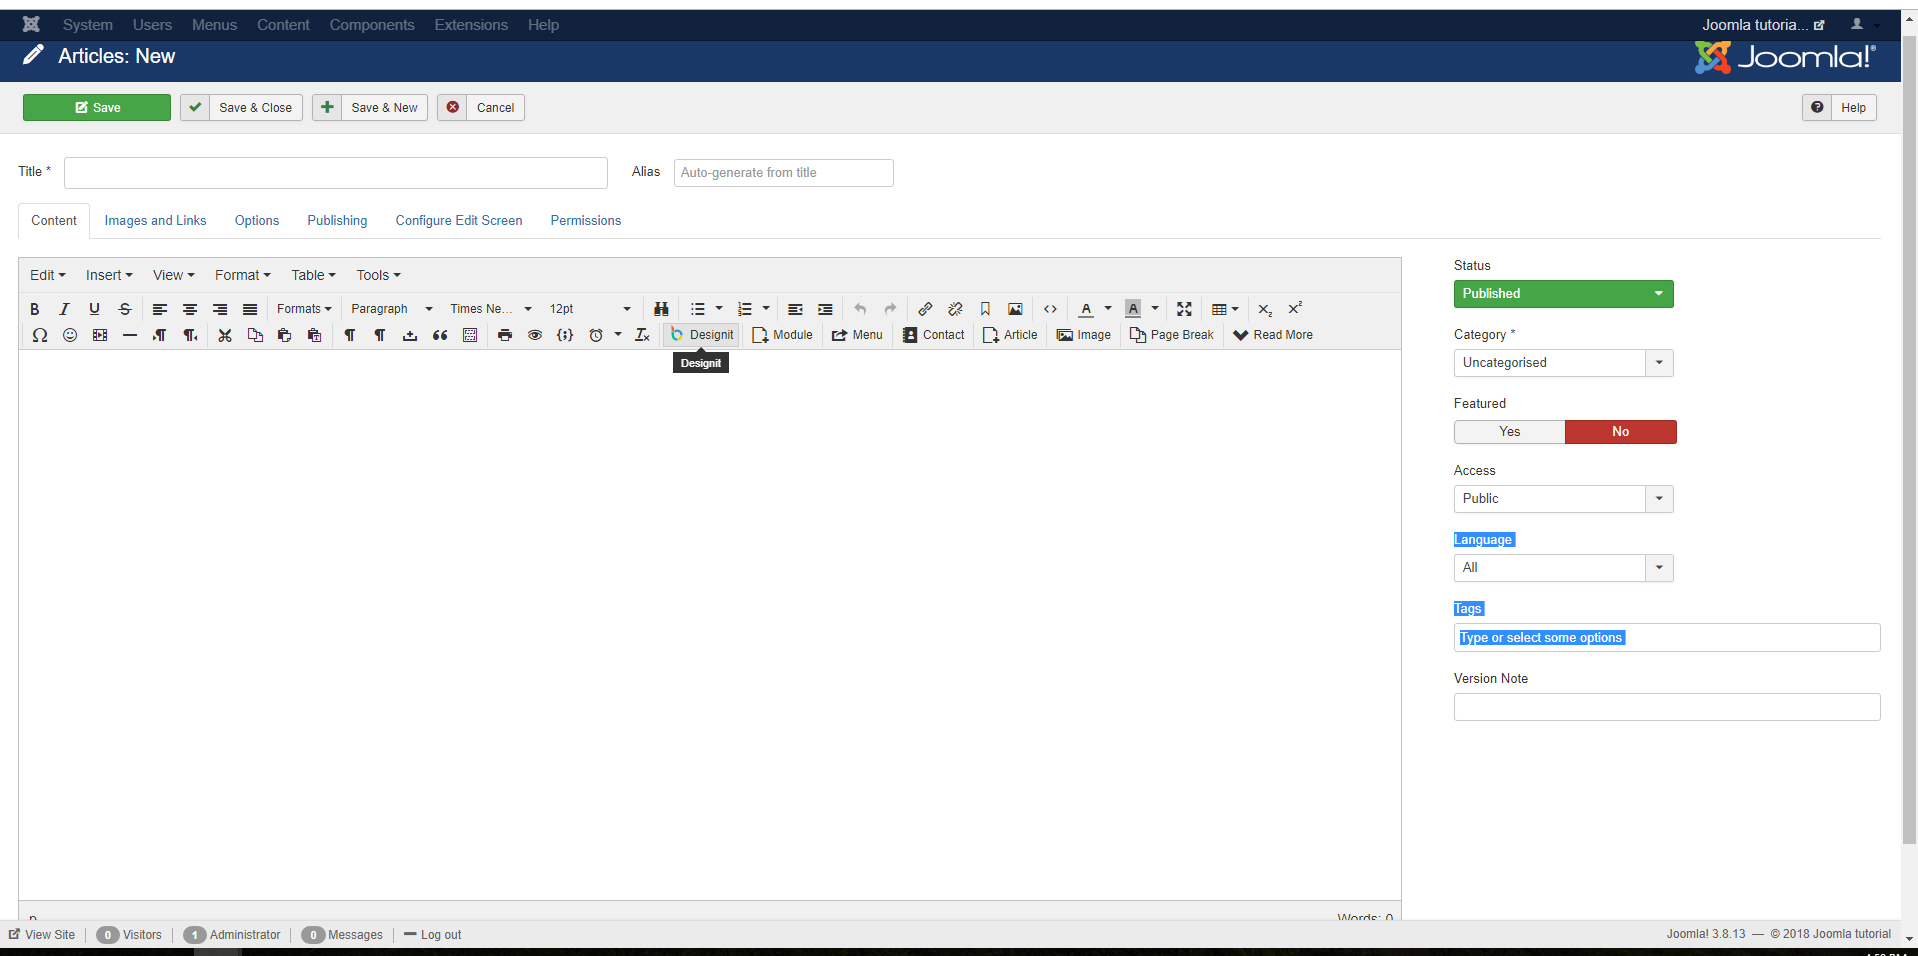 System Users Menus Content Components Extensions Help Joomla tutoria...
Articles: New Joomla!®
Save Save & Close Save & New Cancel Help
Title * Alias Auto-generate from title
Content Images and Links Options Publishing Configure Edit Screen Permissions
Edit Insert View Format Table Tools
B I U S Formats Paragraph Times Ne... 12pt A A X₂ X²
Ω Designit Module Menu Contact Article Image Page Break Read More
Designit
Status
Published
Category *
Uncategorised
Featured
Yes No
Access
Public
Language
All
Tags
Type or select some options
Version Note
p Words: 0
View Site 0 Visitors 1 Administrator 0 Messages Log out Joomla! 3.8.13 — © 2018 Joomla tutorial